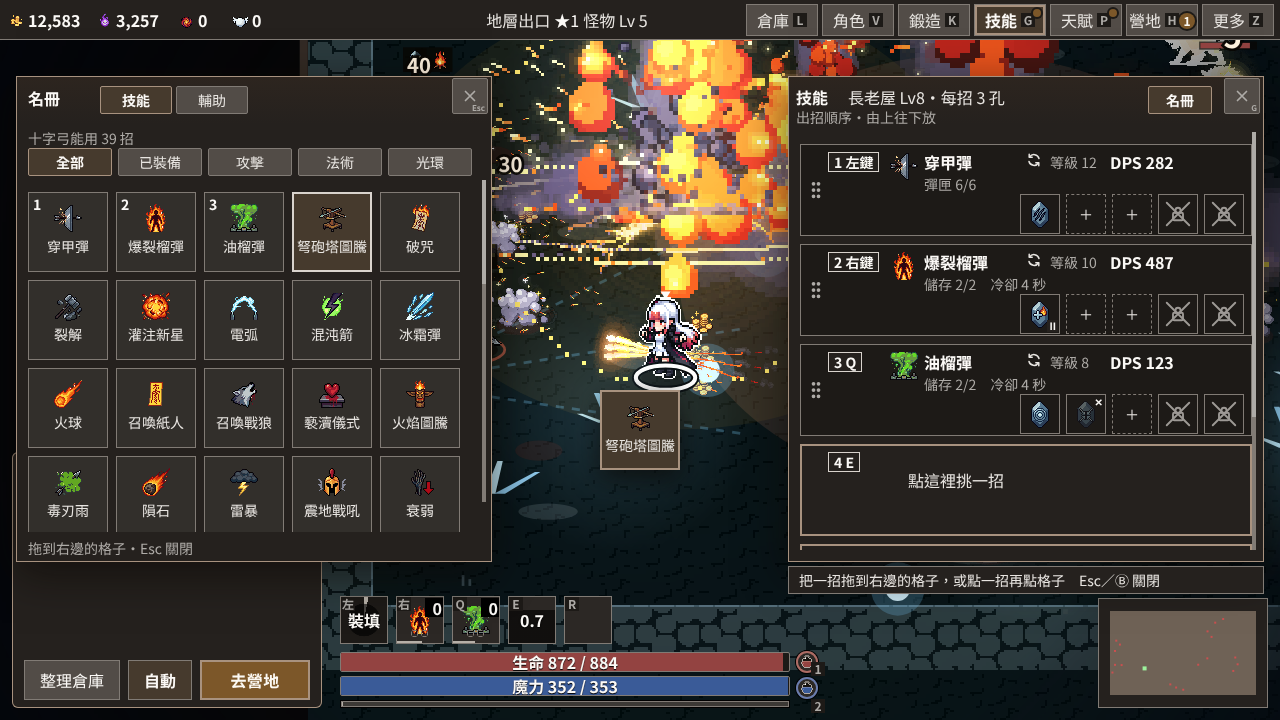 12,583 3,257 0 0 地層出口 ★1 怪物 Lv 5 倉庫 L 角色 V 鍛造 K 技能 G 天賦 P 營地 H 1 更多 Z
40
30
名冊 技能 輔助 Esc
十字弓能用 39 招
全部 已裝備 攻擊 法術 光環
1 穿甲彈 2 爆裂榴彈 3 油榴彈 弩砲塔圖騰 破咒
裂解 灌注新星 電弧 混沌箭 冰霜彈
火球 召喚紙人 召喚戰狼 褻瀆儀式 火焰圖騰
毒刃雨 隕石 雷暴 震地戰吼 衰弱
拖到右邊的格子・Esc 關閉
弩砲塔圖騰
技能 長老屋 Lv8・每招 3 孔 名冊 G
出招順序・由上往下放
1 左鍵 穿甲彈 等級 12 DPS 282
彈匣 6/6
+ +
2 右鍵 爆裂榴彈 等級 10 DPS 487
儲存 2/2 冷卻 4 秒
+ +
3 Q 油榴彈 等級 8 DPS 123
儲存 2/2 冷卻 4 秒
+
4 E
點這裡挑一招
把一招拖到右邊的格子，或點一招再點格子 Esc／Ⓑ 關閉
左 裝填 右 0 Q 0 E 0.7 R
生命 872 / 884 1
魔力 352 / 353 2
整理倉庫 自動 去營地